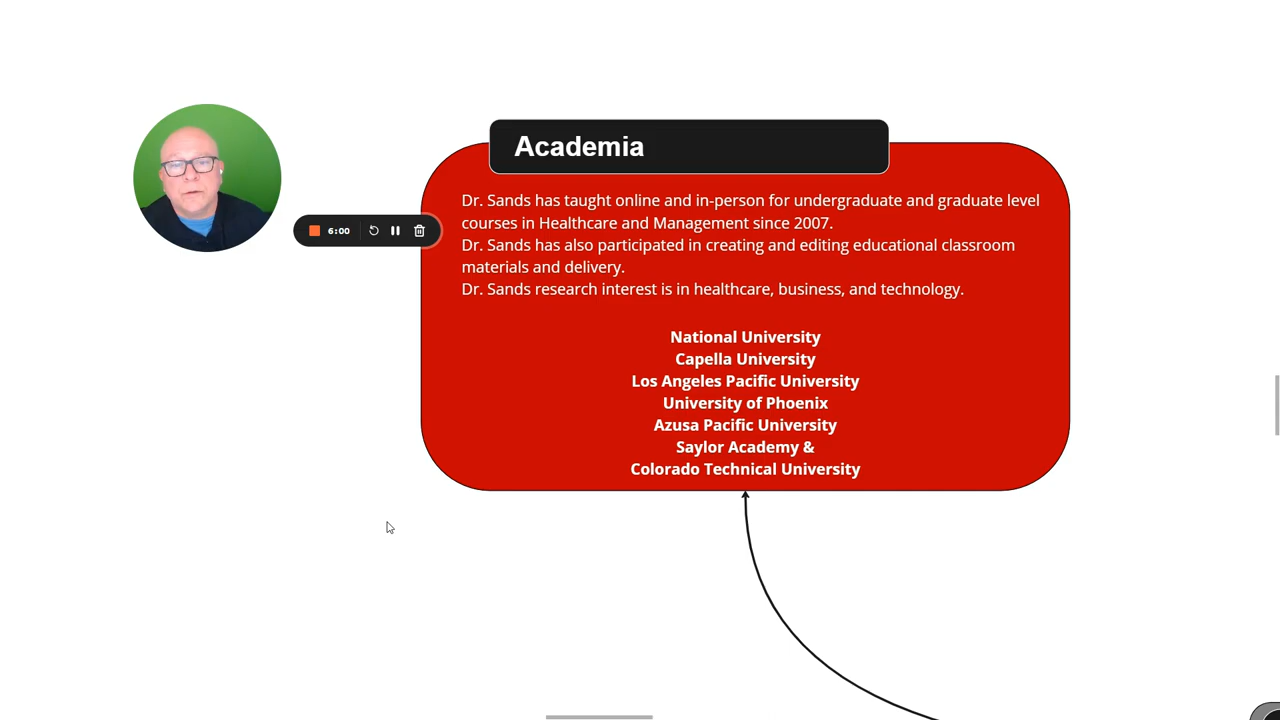 Academia
Dr. Sands has taught online and in-person for undergraduate and graduate level
courses in Healthcare and Management since 2007.
Dr. Sands has also participated in creating and editing educational classroom
materials and delivery.
Dr. Sands research interest is in healthcare, business, and technology.
6:00
National University
Capella University
Los Angeles Pacific University
University of Phoenix
Azusa Pacific University
Saylor Academy &
Colorado Technical University